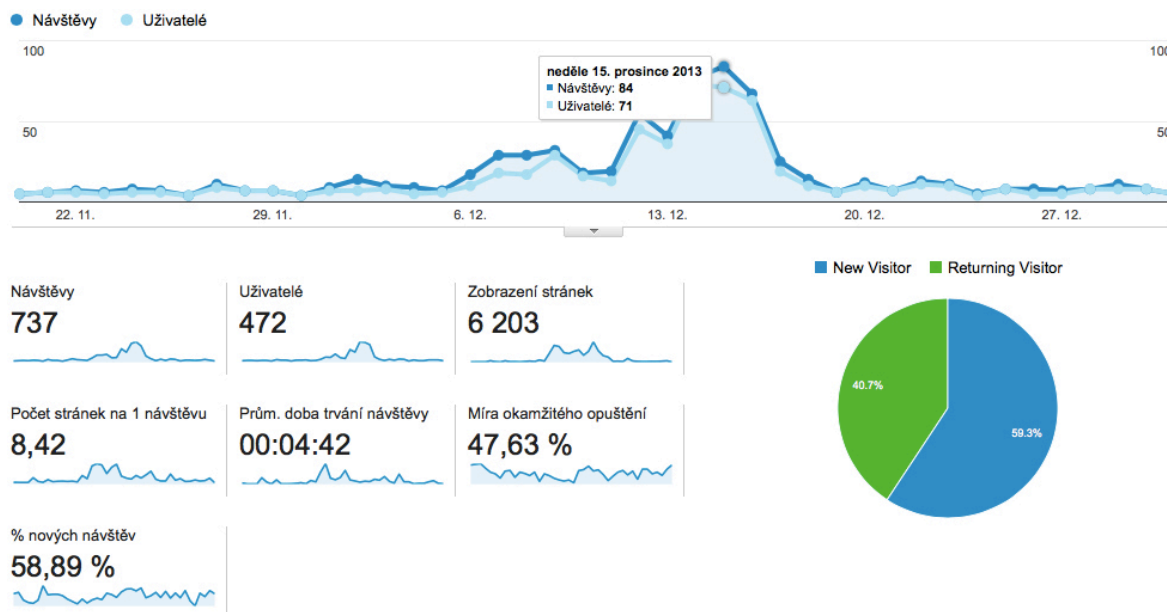 Návštěvy Uživatelé
100 100
neděle 15. prosince 2013
Návštěvy: 84
Uživatelé: 71
50 50
22. 11. 29. 11. 6. 12. 13. 12. 20. 12. 27. 12.
New Visitor Returning Visitor
Návštěvy Uživatelé Zobrazení stránek
737 472 6 203
40.7%
59.3%
Počet stránek na 1 návštěvu Prům. doba trvání návštěvy Míra okamžitého opuštění
8,42 00:04:42 47,63 %
% nových návštěv
58,89 %